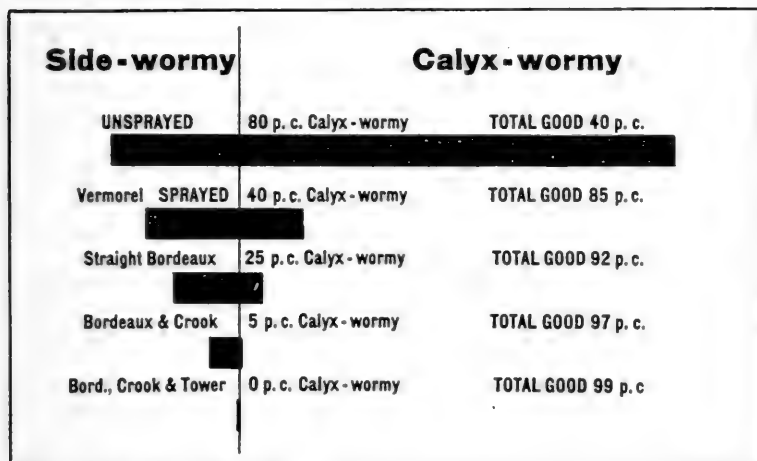 Side-wormy Calyx-wormy
UNSPRAYED 80 p. c. Calyx-wormy TOTAL GOOD 40 p. c.
Vermorel SPRAYED 40 p. c. Calyx-wormy TOTAL GOOD 85 p. c.
Straight Bordeaux 25 p. c. Calyx-wormy TOTAL GOOD 92 p. c.
Bordeaux & Crook 5 p. c. Calyx-wormy TOTAL GOOD 97 p. c.
Bord., Crook & Tower 0 p. c. Calyx-wormy TOTAL GOOD 99 p. c